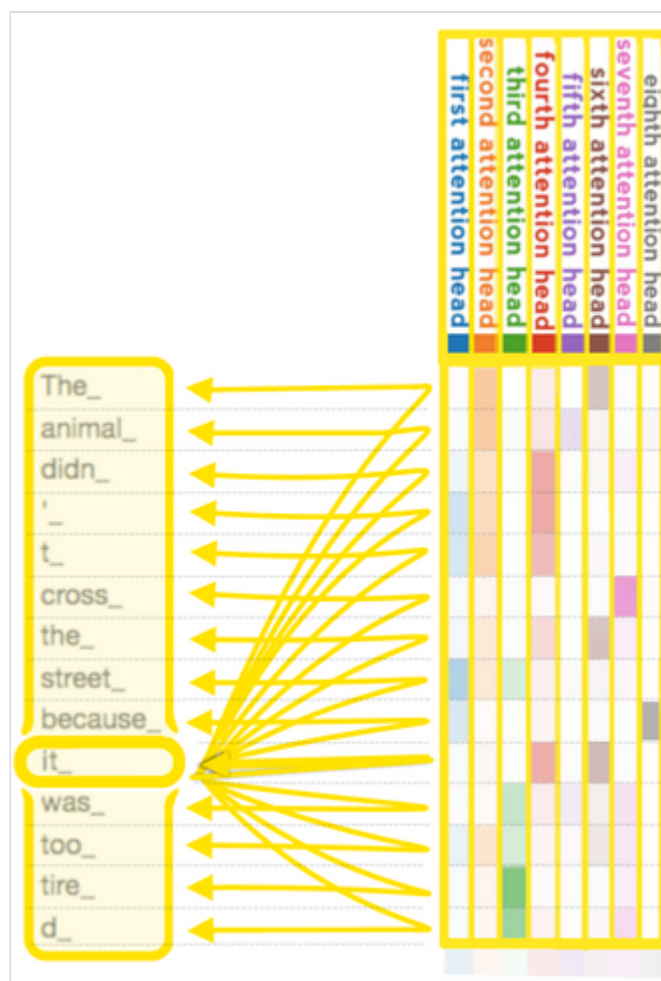 first attention head
second attention head
third attention head
fourth attention head
fifth attention head
sixth attention head
seventh attention head
eighth attention head
The_
animal_
didn_
'_
t_
cross_
the_
street_
because_
it_
was_
too_
tire_
d_